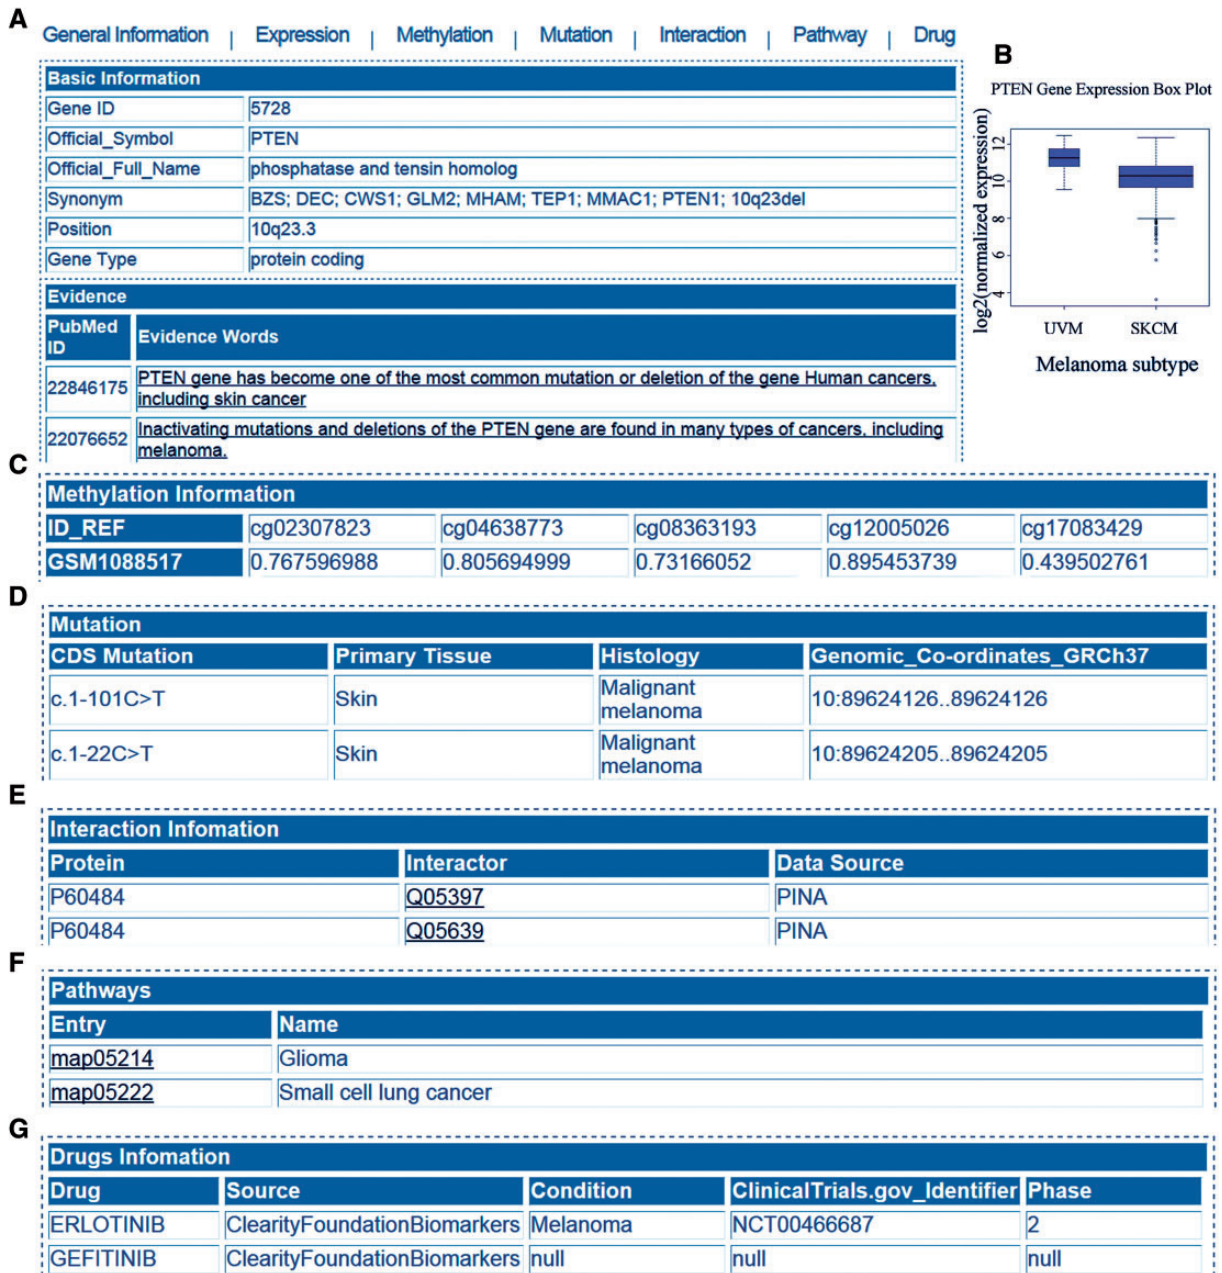 A
General Information | Expression | Methylation | Mutation | Interaction | Pathway | Drug
Basic Information
Gene ID 5728
Official_Symbol PTEN
Official_Full_Name phosphatase and tensin homolog
Synonym BZS; DEC; CWS1; GLM2; MHAM; TEP1; MMAC1; PTEN1; 10q23del
Position 10q23.3
Gene Type protein coding
Evidence
PubMed
ID
Evidence Words
22846175
PTEN gene has become one of the most common mutation or deletion of the gene Human cancers,
including skin cancer
22076652
Inactivating mutations and deletions of the PTEN gene are found in many types of cancers, including
melanoma.
B
PTEN Gene Expression Box Plot
log2(normalized expression)
12
10
8
6
4
UVM SKCM
Melanoma subtype
C
Methylation Information
ID_REF cg02307823 cg04638773 cg08363193 cg12005026 cg17083429
GSM1088517 0.767596988 0.805694999 0.73166052 0.895453739 0.439502761
D
Mutation
CDS Mutation Primary Tissue Histology Genomic_Co-ordinates_GRCh37
c.1-101C>T Skin Malignant
melanoma
10:89624126..89624126
c.1-22C>T Skin Malignant
melanoma
10:89624205..89624205
E
Interaction Infomation
Protein Interactor Data Source
P60484 Q05397 PINA
P60484 Q05639 PINA
F
Pathways
Entry Name
map05214 Glioma
map05222 Small cell lung cancer
G
Drugs Infomation
Drug Source Condition ClinicalTrials.gov_Identifier Phase
ERLOTINIB ClearityFoundationBiomarkers Melanoma NCT00466687 2
GEFITINIB ClearityFoundationBiomarkers null null null